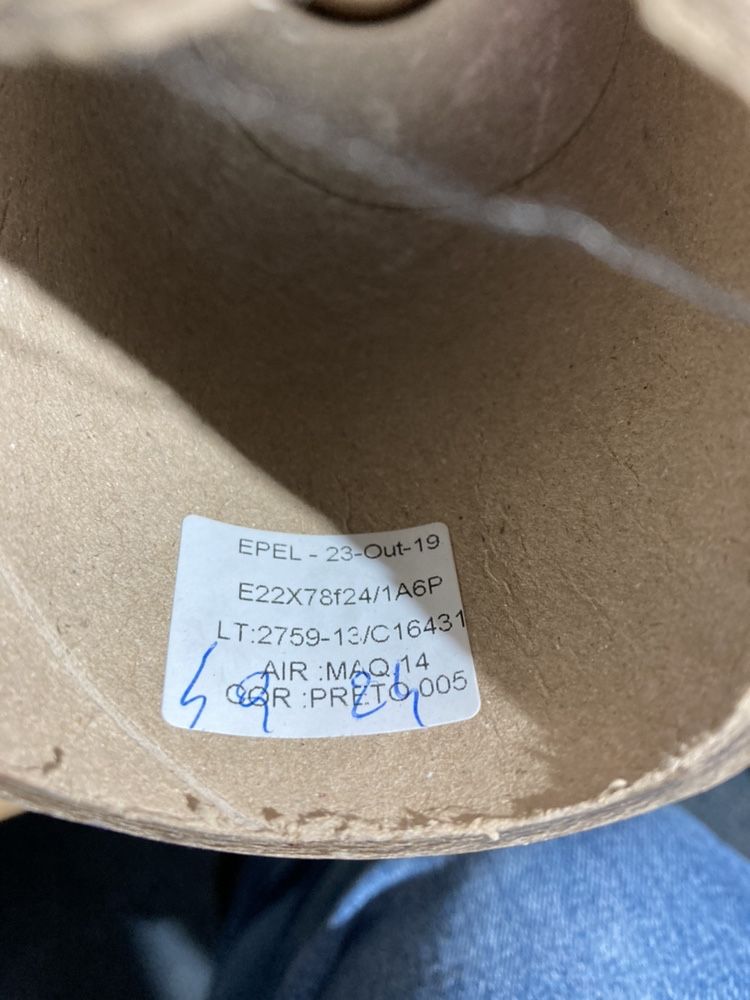 EPEL - 23-Out-19
E22X78f24/1A6P
LT:2759-13/C16431
AIR :MAQ.14
COR :PRETO 005